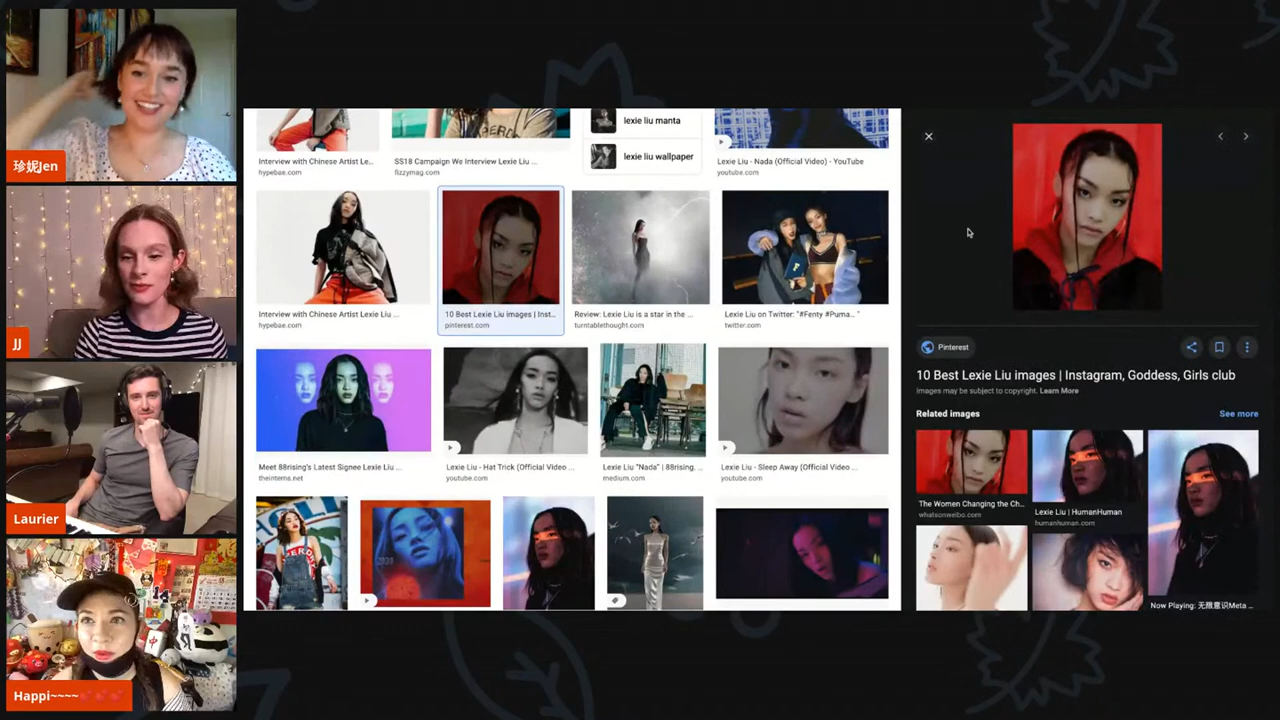 珍妮Jen
JJ
Laurier
Happi~~~~
Interview with Chinese Artist Le...
hypebae.com
SS18 Campaign We Interview Lexie Liu ...
fizzymag.com
lexie liu manta
lexie liu wallpaper
Lexie Liu - Nada (Official Video) - YouTube
youtube.com
Interview with Chinese Artist Lexie Liu ...
hypebae.com
10 Best Lexie Liu images | Inst...
pinterest.com
Review: Lexie Liu is a star in the ...
turntablethought.com
Lexie Liu on Twitter: "#Fenty #Puma... "
twitter.com
Meet 88rising's Latest Signee Lexie Liu ...
theinterns.net
Lexie Liu - Hat Trick (Official Video ...
youtube.com
Lexie Liu "Nada" | 88rising. ...
medium.com
Lexie Liu - Sleep Away (Official Video ...
youtube.com
Pinterest
10 Best Lexie Liu images | Instagram, Goddess, Girls club
Images may be subject to copyright. Learn More
Related images
See more
The Women Changing the Ch...
whatsonweibo.com
Lexie Liu | HumanHuman
humanhuman.com
Now Playing: 无限意识Meta ...